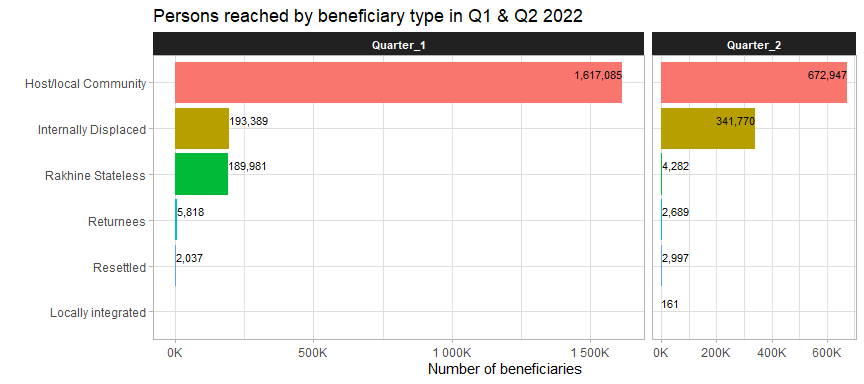 Persons reached by beneficiary type in Q1 & Q2 2022
Quarter_1 Quarter_2
Host/local Community 1,617,085 672,947
Internally Displaced 193,389 341,770
Rakhine Stateless 189,981 4,282
Returnees 5,818 2,689
Resettled 2,037 2,997
Locally integrated 161
0K 500K 1 000K 1 500K 0K 200K 400K 600K
Number of beneficiaries